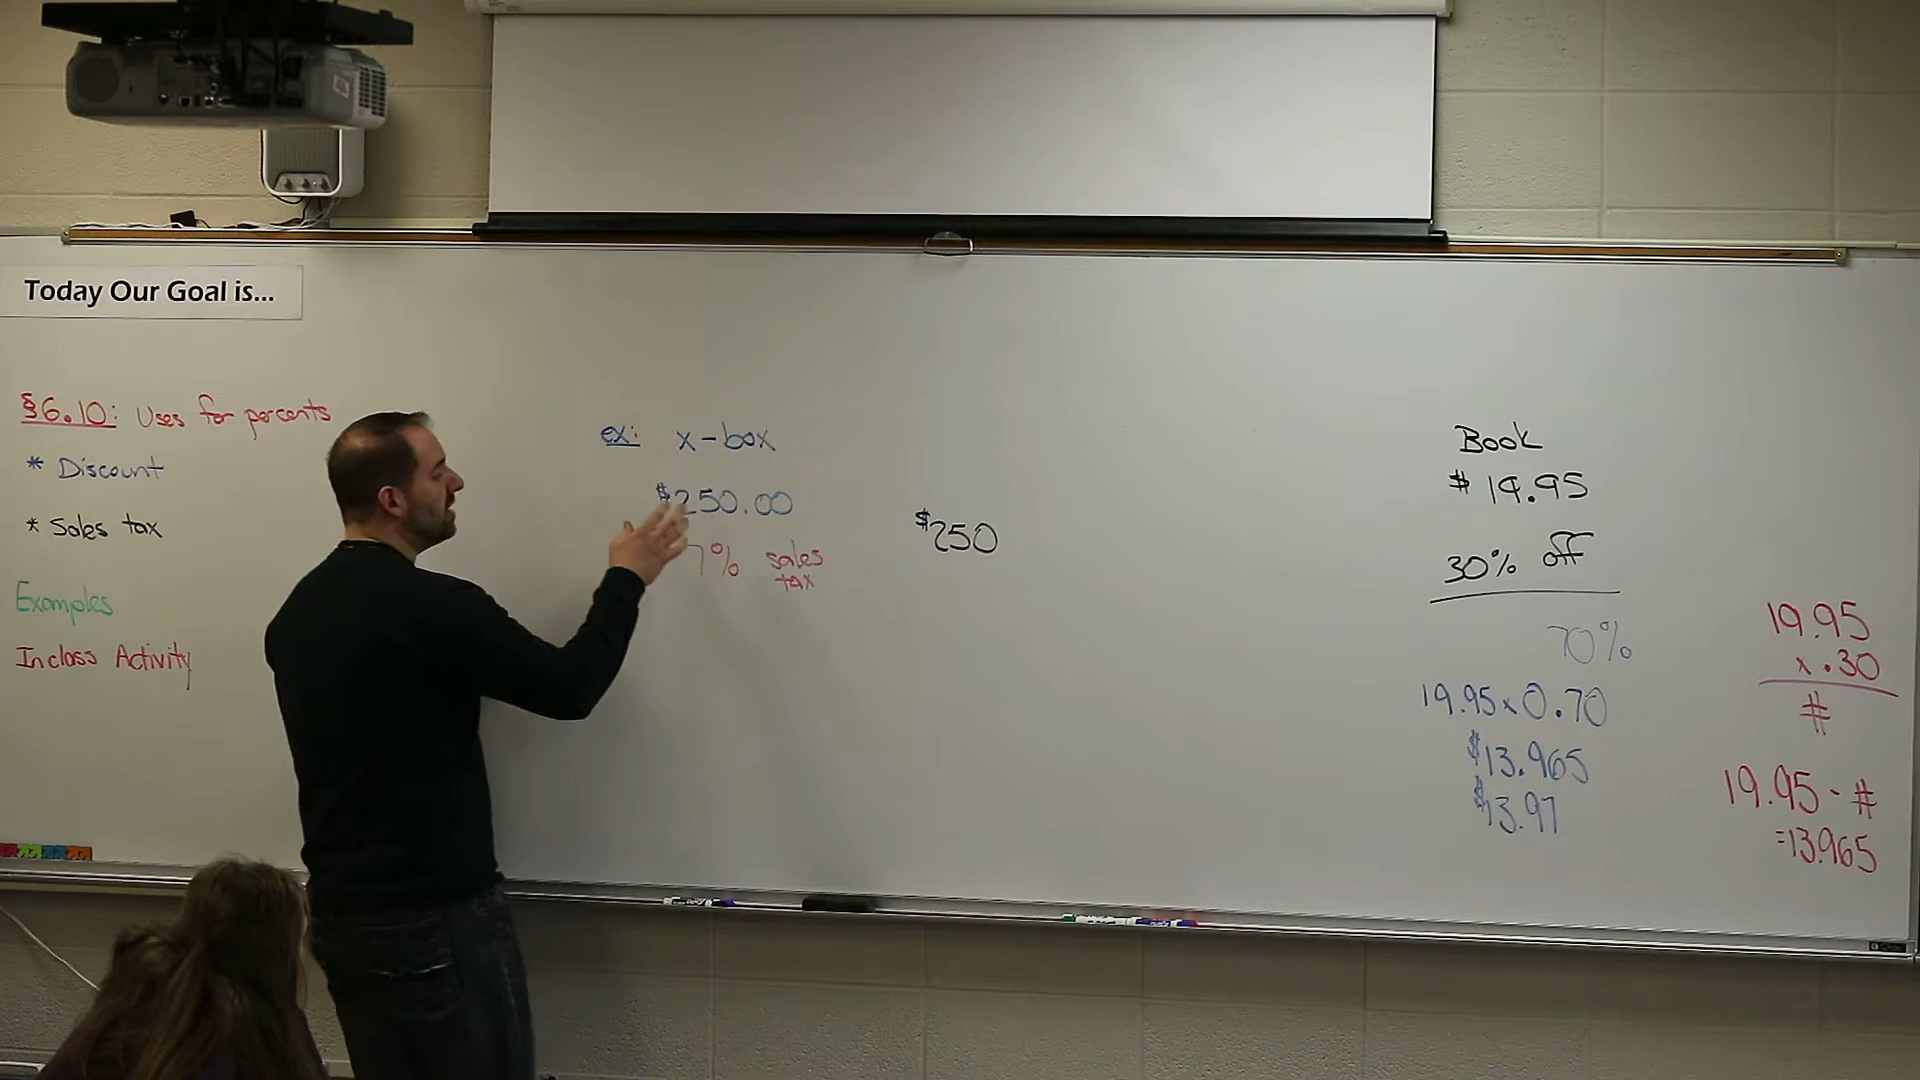 Today Our Goal is...
§6.10: Uses for percents
* Discount
* Sales tax
Examples
Inclass Activity
ex: x-box
$250.00
7% sales
tax
$250
Book
$ 19.95
30% off
70%
19.95 x 0.70
$13.965
$13.97
19.95
x .30
#
19.95 - #
=13.965